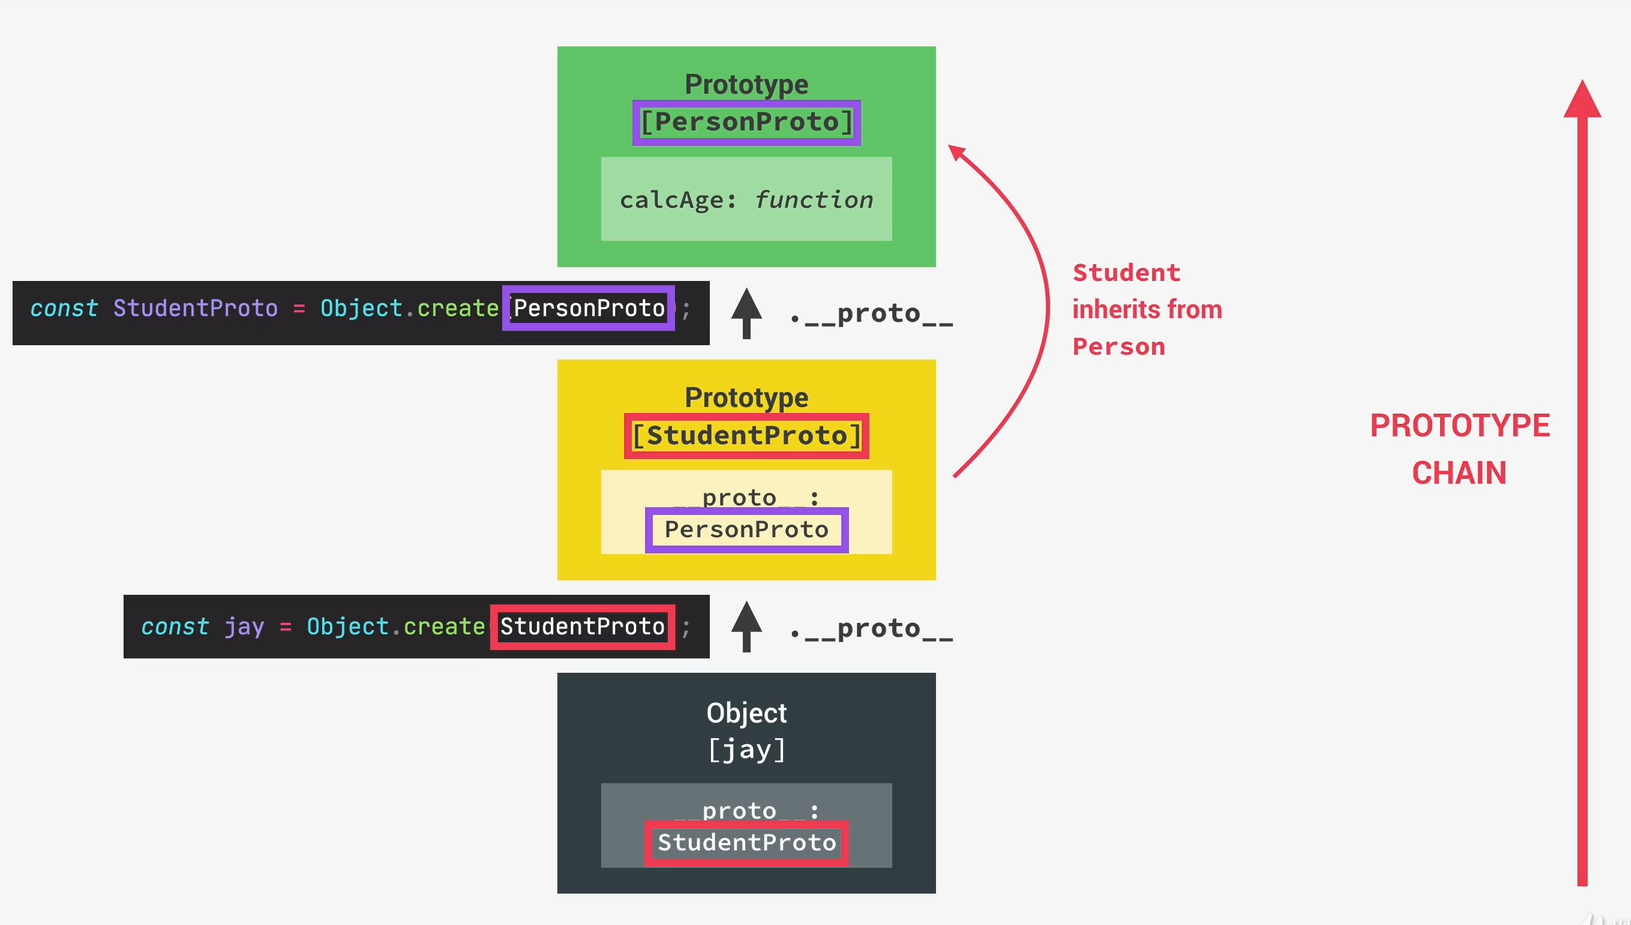 Prototype
[PersonProto]
calcAge: function
const StudentProto = Object.create(PersonProto);
.__proto__
Student
inherits from
Person
Prototype
[StudentProto]
__proto__:
PersonProto
PROTOTYPE
CHAIN
const jay = Object.create StudentProto ;
.__proto__
Object
[jay]
__proto__:
StudentProto